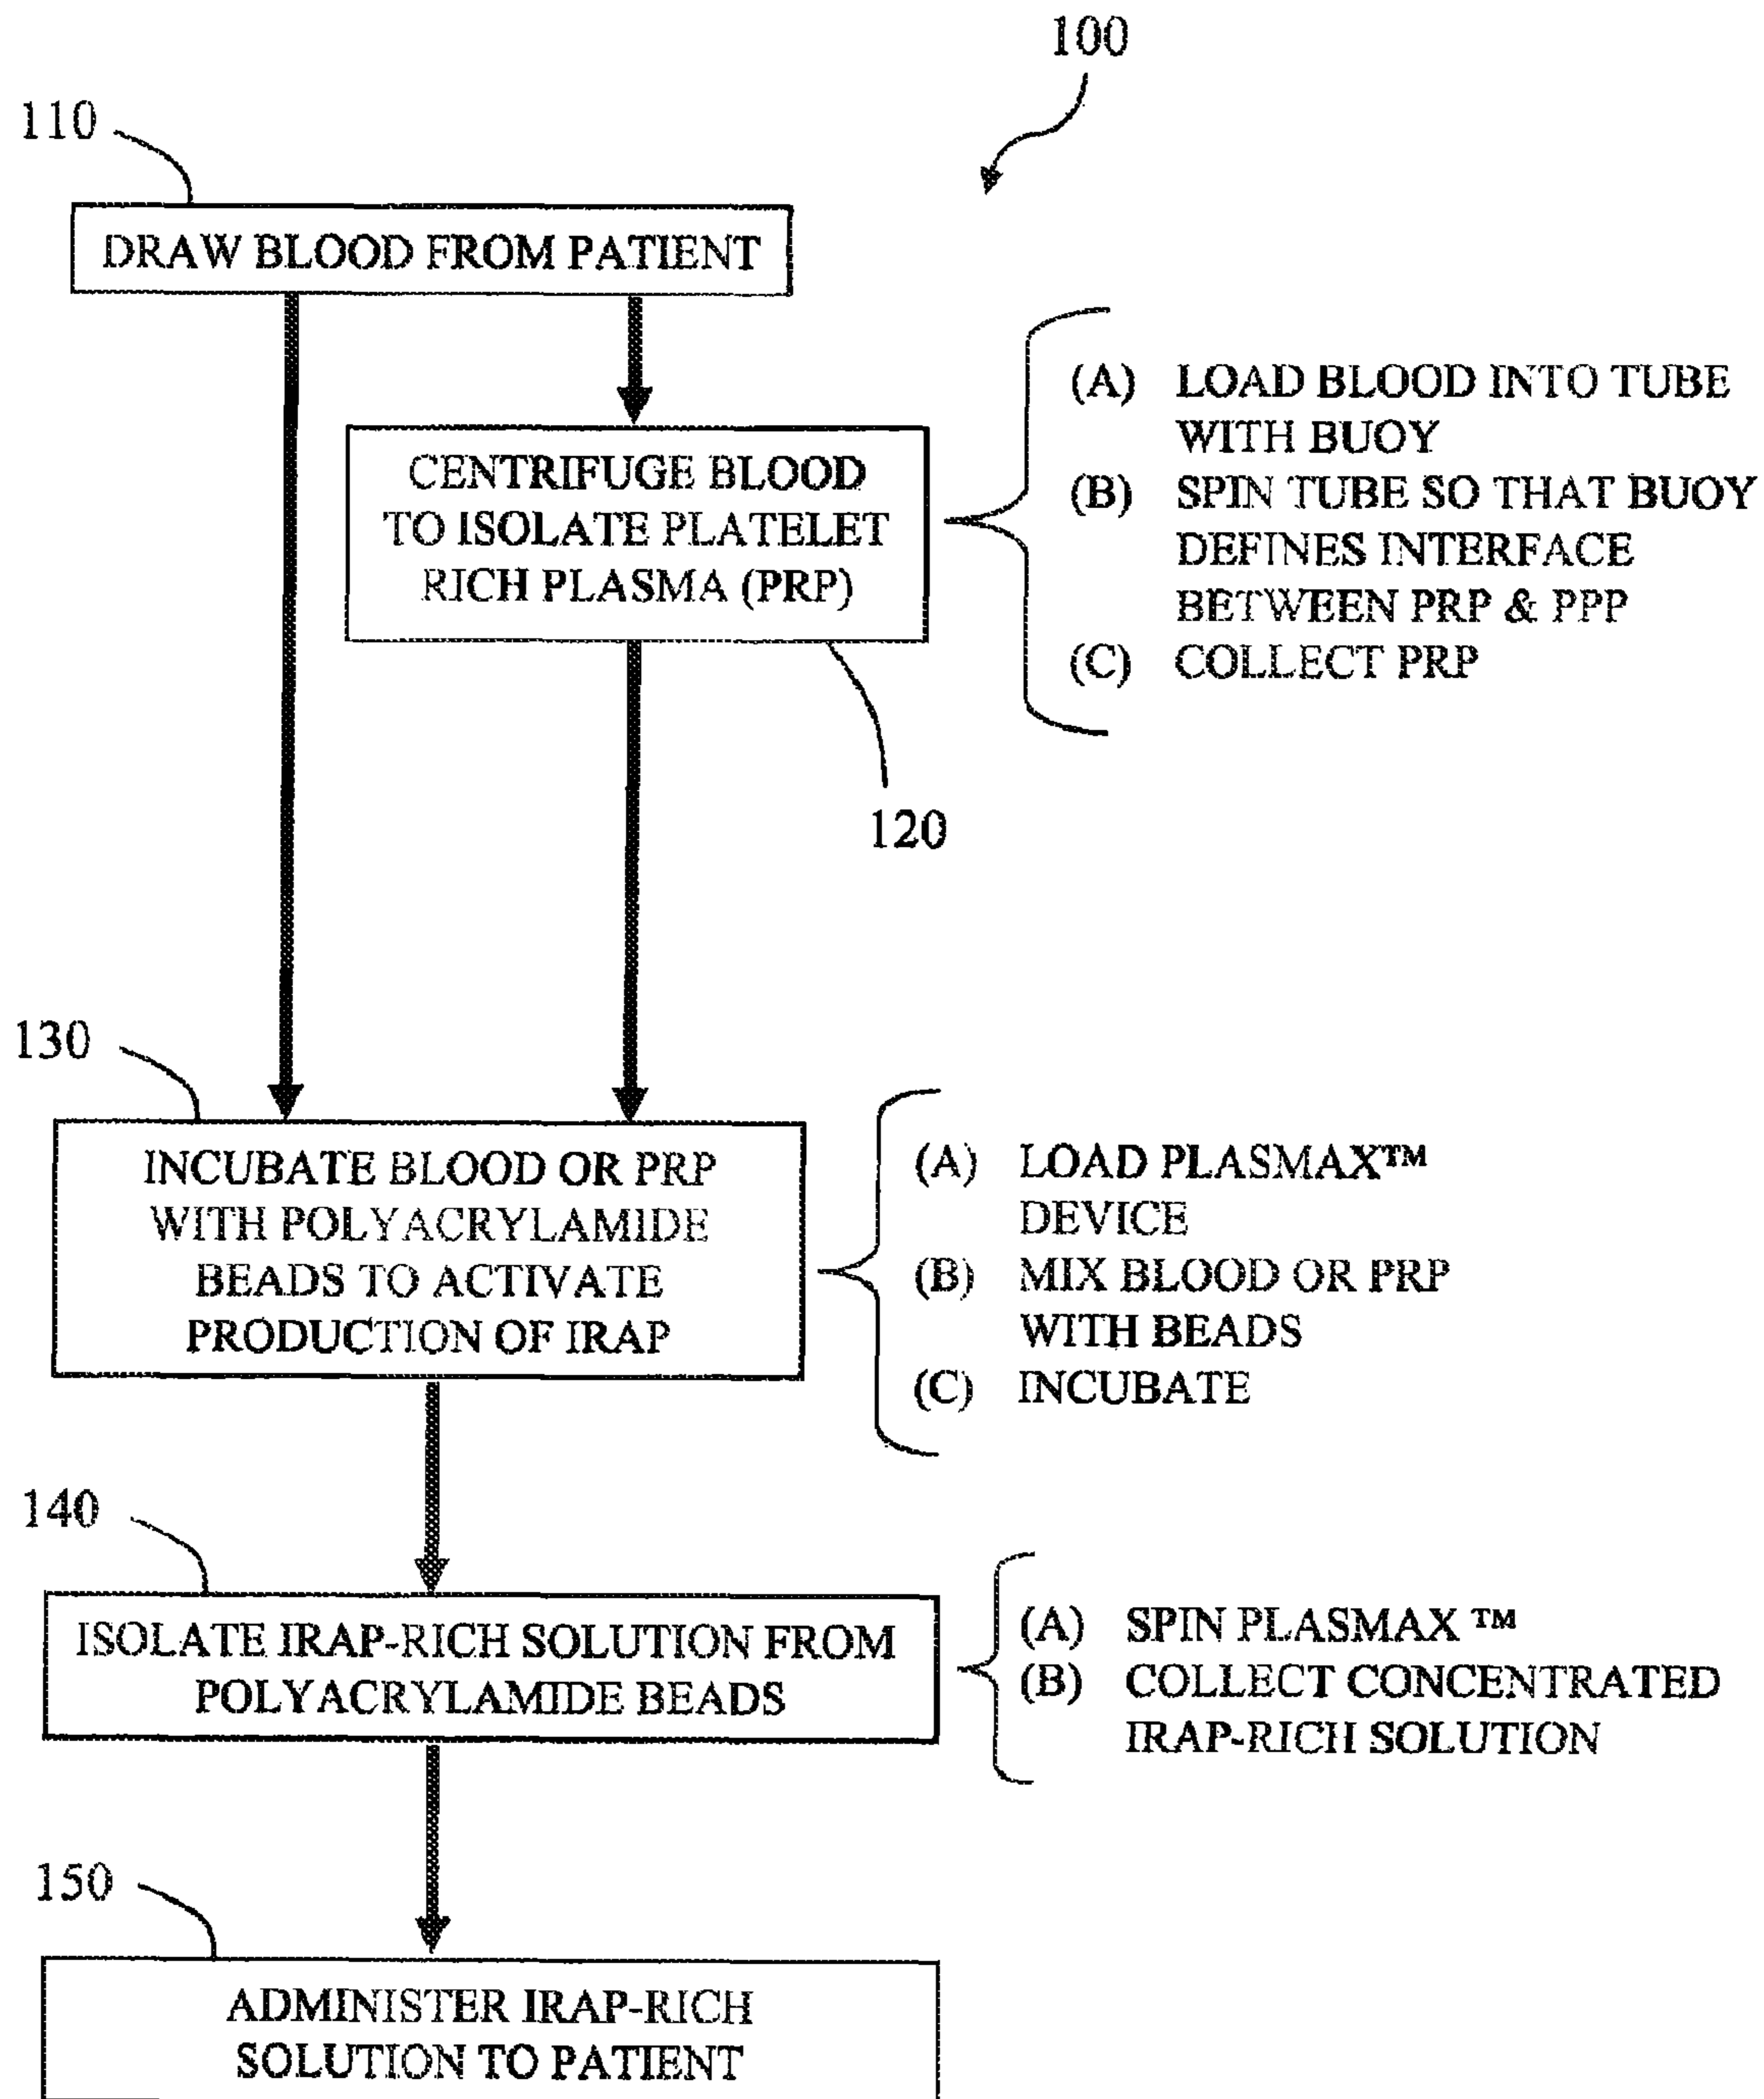 100
110
DRAW BLOOD FROM PATIENT
CENTRIFUGE BLOOD
TO ISOLATE PLATELET
RICH PLASMA (PRP)
(A) LOAD BLOOD INTO TUBE
WITH BUOY
(B) SPIN TUBE SO THAT BUOY
DEFINES INTERFACE
BETWEEN PRP & PPP
(C) COLLECT PRP
120
130
INCUBATE BLOOD OR PRP
WITH POLYACRYLAMIDE
BEADS TO ACTIVATE
PRODUCTION OF IRAP
(A) LOAD PLASMAX™
DEVICE
(B) MIX BLOOD OR PRP
WITH BEADS
(C) INCUBATE
140
ISOLATE IRAP-RICH SOLUTION FROM
POLYACRYLAMIDE BEADS
(A) SPIN PLASMAX ™
(B) COLLECT CONCENTRATED
IRAP-RICH SOLUTION
150
ADMINISTER IRAP-RICH
SOLUTION TO PATIENT